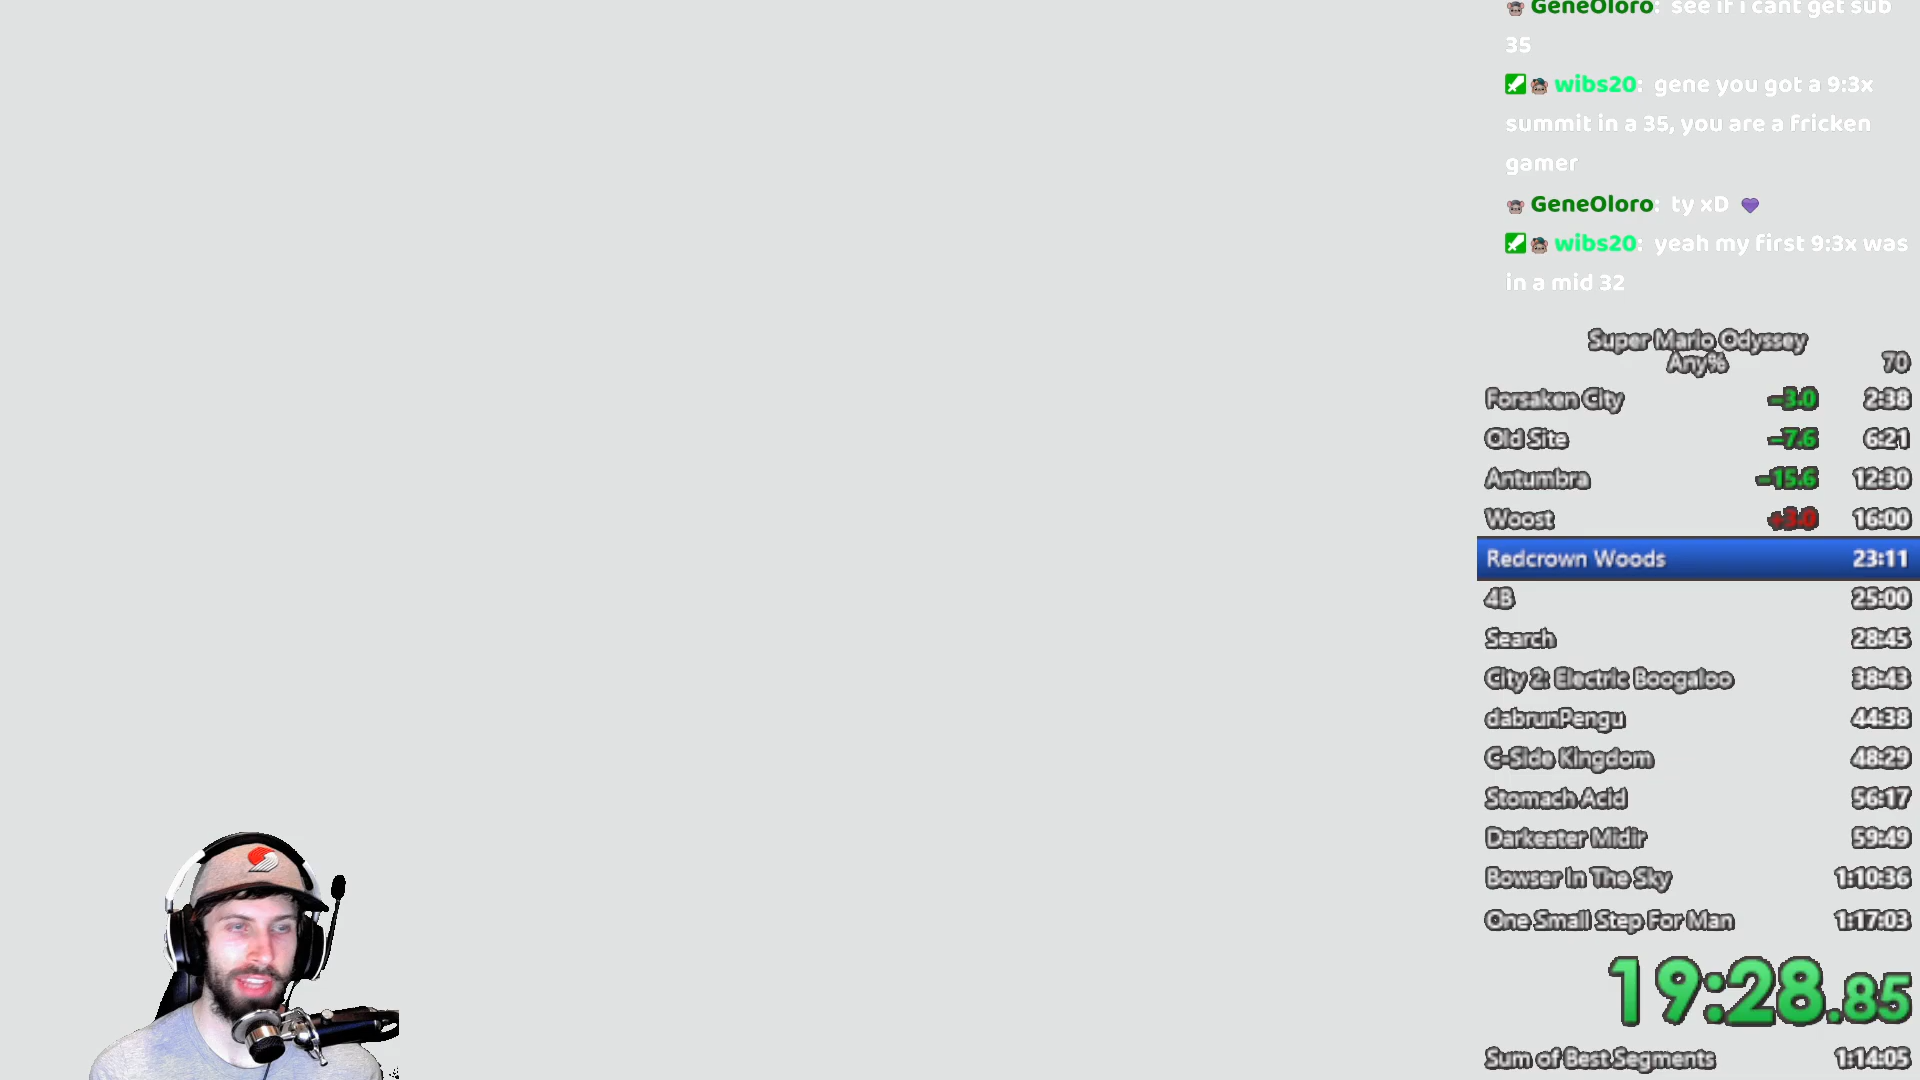 GeneOloro: see if i cant get sub
35
wibs20: gene you got a 9:3x
summit in a 35, you are a fricken
gamer
GeneOloro: ty xD
wibs20: yeah my first 9:3x was
in a mid 32
Super Mario Odyssey
Any% 70
Forsaken City -3.0 2:38
Old Site -7.6 6:21
Antumbra -15.6 12:30
Woost +3.0 16:00
Redcrown Woods 23:11
4B 25:00
Search 28:45
City 2: Electric Boogaloo 38:43
dabrunPengu 44:38
C-Side Kingdom 48:29
Stomach Acid 56:17
Darkeater Midir 59:49
Bowser In The Sky 1:10:36
One Small Step For Man 1:17:03
19:28.85
Sum of Best Segments 1:14:05